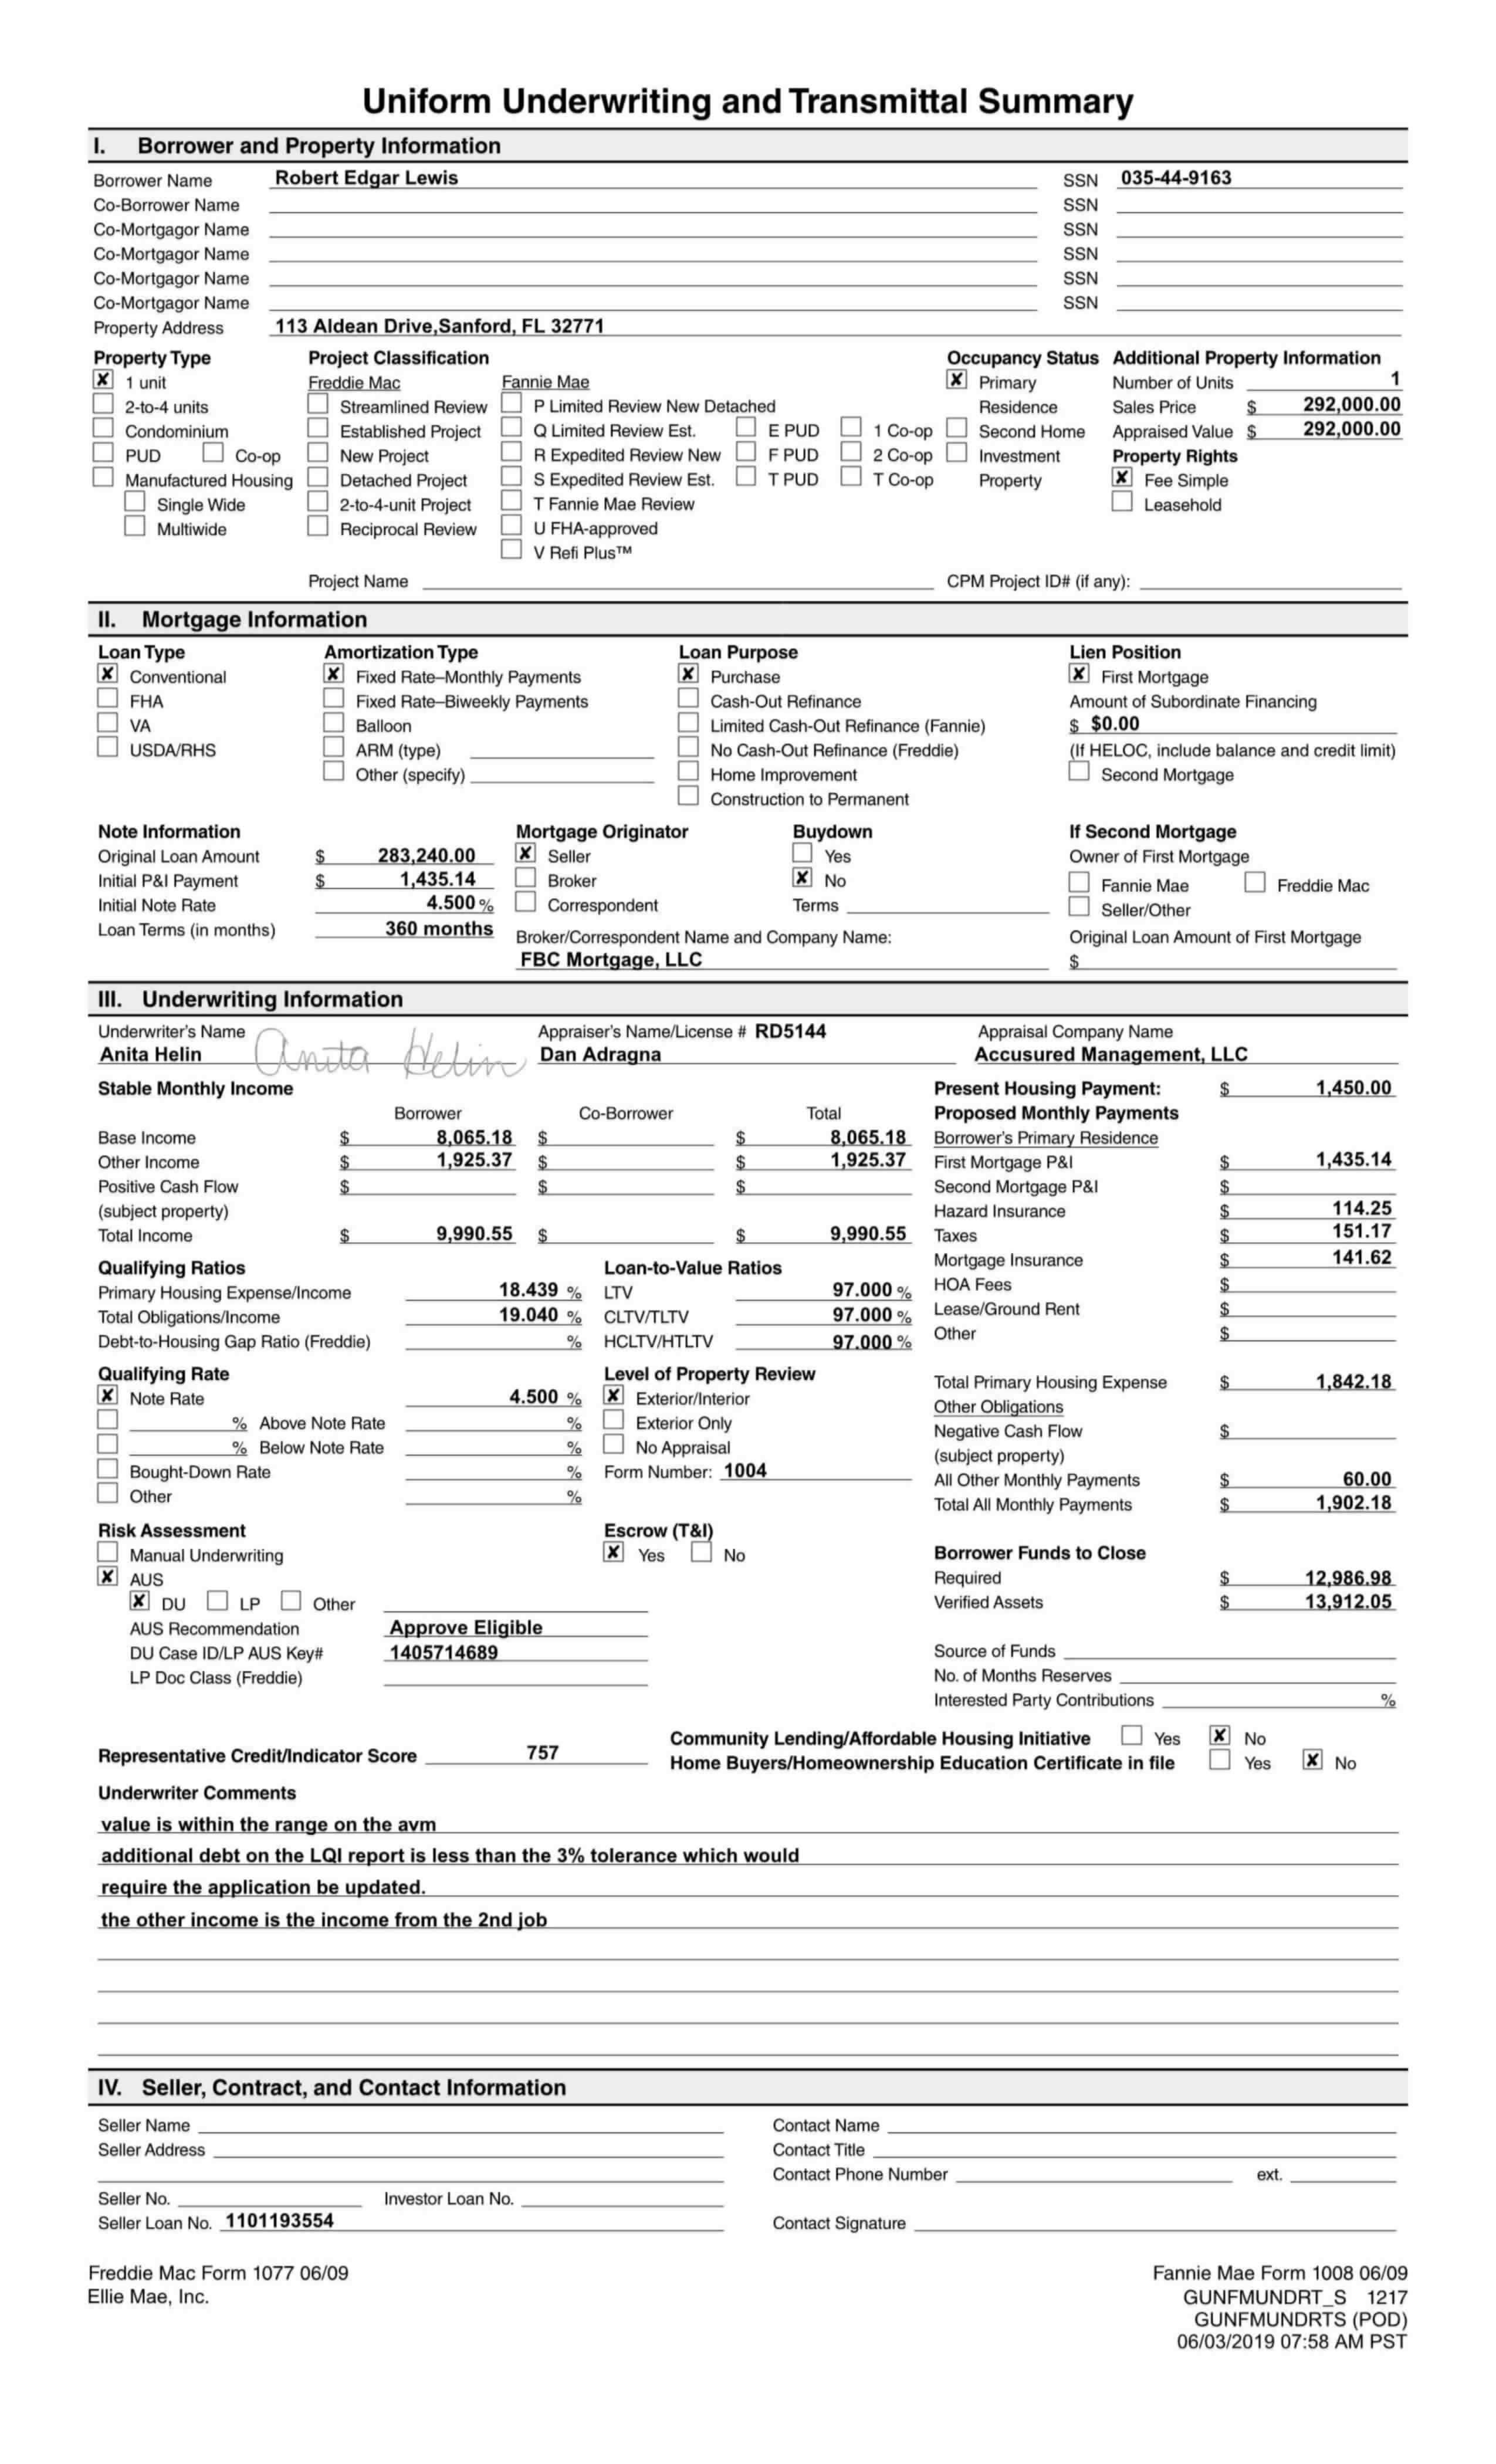 Uniform Underwriting and Transmittal Summary
I. Borrower and Property Information
Borrower Name Robert Edgar Lewis SSN 035-44-9163
Co-Borrower Name SSN
Co-Mortgagor Name SSN
Co-Mortgagor Name SSN
Co-Mortgagor Name SSN
Co-Mortgagor Name SSN
Property Address 113 Aldean Drive,Sanford, FL 32771
Property Type Project Classification Occupancy Status Additional Property Information
✘ 1 unit Freddie Mac Fannie Mae ✘ Primary Number of Units 1
2-to-4 units Streamlined Review P Limited Review New Detached Residence Sales Price $ 292,000.00
Condominium Established Project Q Limited Review Est. E PUD 1 Co-op Second Home Appraised Value $ 292,000.00
PUD Co-op New Project R Expedited Review New F PUD 2 Co-op Investment Property Rights
Manufactured Housing Detached Project S Expedited Review Est. T PUD T Co-op Property ✘ Fee Simple
Single Wide 2-to-4-unit Project T Fannie Mae Review Leasehold
Multiwide Reciprocal Review U FHA-approved
V Refi Plus™
Project Name CPM Project ID# (if any):
II. Mortgage Information
Loan Type Amortization Type Loan Purpose Lien Position
✘ Conventional ✘ Fixed Rate–Monthly Payments ✘ Purchase ✘ First Mortgage
FHA Fixed Rate–Biweekly Payments Cash-Out Refinance Amount of Subordinate Financing
VA Balloon Limited Cash-Out Refinance (Fannie) $ $0.00
USDA/RHS ARM (type) No Cash-Out Refinance (Freddie) (If HELOC, include balance and credit limit)
Other (specify) Home Improvement Second Mortgage
Construction to Permanent
Note Information Mortgage Originator Buydown If Second Mortgage
Original Loan Amount $ 283,240.00 ✘ Seller Yes Owner of First Mortgage
Initial P&I Payment $ 1,435.14 Broker ✘ No Fannie Mae Freddie Mac
Initial Note Rate 4.500 % Correspondent Terms Seller/Other
Loan Terms (in months) 360 months Broker/Correspondent Name and Company Name: Original Loan Amount of First Mortgage
FBC Mortgage, LLC $
III. Underwriting Information
Underwriter's Name Appraiser's Name/License # RD5144 Appraisal Company Name
Anita Helin Anita Helin Dan Adragna Accusured Management, LLC
Stable Monthly Income Present Housing Payment: $ 1,450.00
Borrower Co-Borrower Total Proposed Monthly Payments
Base Income $ 8,065.18 $ $ 8,065.18 Borrower's Primary Residence
Other Income $ 1,925.37 $ $ 1,925.37 First Mortgage P&I $ 1,435.14
Positive Cash Flow $ $ $ Second Mortgage P&I $
(subject property) Hazard Insurance $ 114.25
Total Income $ 9,990.55 $ $ 9,990.55 Taxes $ 151.17
Qualifying Ratios Loan-to-Value Ratios Mortgage Insurance $ 141.62
Primary Housing Expense/Income 18.439 % LTV 97.000 % HOA Fees $
Total Obligations/Income 19.040 % CLTV/TLTV 97.000 % Lease/Ground Rent $
Debt-to-Housing Gap Ratio (Freddie) % HCLTV/HTLTV 97.000 % Other $
Qualifying Rate Level of Property Review Total Primary Housing Expense $ 1,842.18
✘ Note Rate 4.500 % ✘ Exterior/Interior Other Obligations
% Above Note Rate % Exterior Only Negative Cash Flow $
% Below Note Rate % No Appraisal (subject property)
Bought-Down Rate % Form Number: 1004 All Other Monthly Payments $ 60.00
Other % Total All Monthly Payments $ 1,902.18
Risk Assessment Escrow (T&I)
Manual Underwriting ✘ Yes No Borrower Funds to Close
✘ AUS Required $ 12,986.98
✘ DU LP Other Verified Assets $ 13,912.05
AUS Recommendation Approve Eligible
DU Case ID/LP AUS Key# 1405714689 Source of Funds
LP Doc Class (Freddie) No. of Months Reserves
Interested Party Contributions %
Community Lending/Affordable Housing Initiative Yes ✘ No
Representative Credit/Indicator Score 757 Home Buyers/Homeownership Education Certificate in file Yes ✘ No
Underwriter Comments
value is within the range on the avm
additional debt on the LQI report is less than the 3% tolerance which would
require the application be updated.
the other income is the income from the 2nd job
IV. Seller, Contract, and Contact Information
Seller Name Contact Name
Seller Address Contact Title
Contact Phone Number ext.
Seller No. Investor Loan No.
Seller Loan No. 1101193554 Contact Signature
Freddie Mac Form 1077 06/09 Fannie Mae Form 1008 06/09
Ellie Mae, Inc. GUNFMUNDRT_S 1217
GUNFMUNDRTS (POD)
06/03/2019 07:58 AM PST